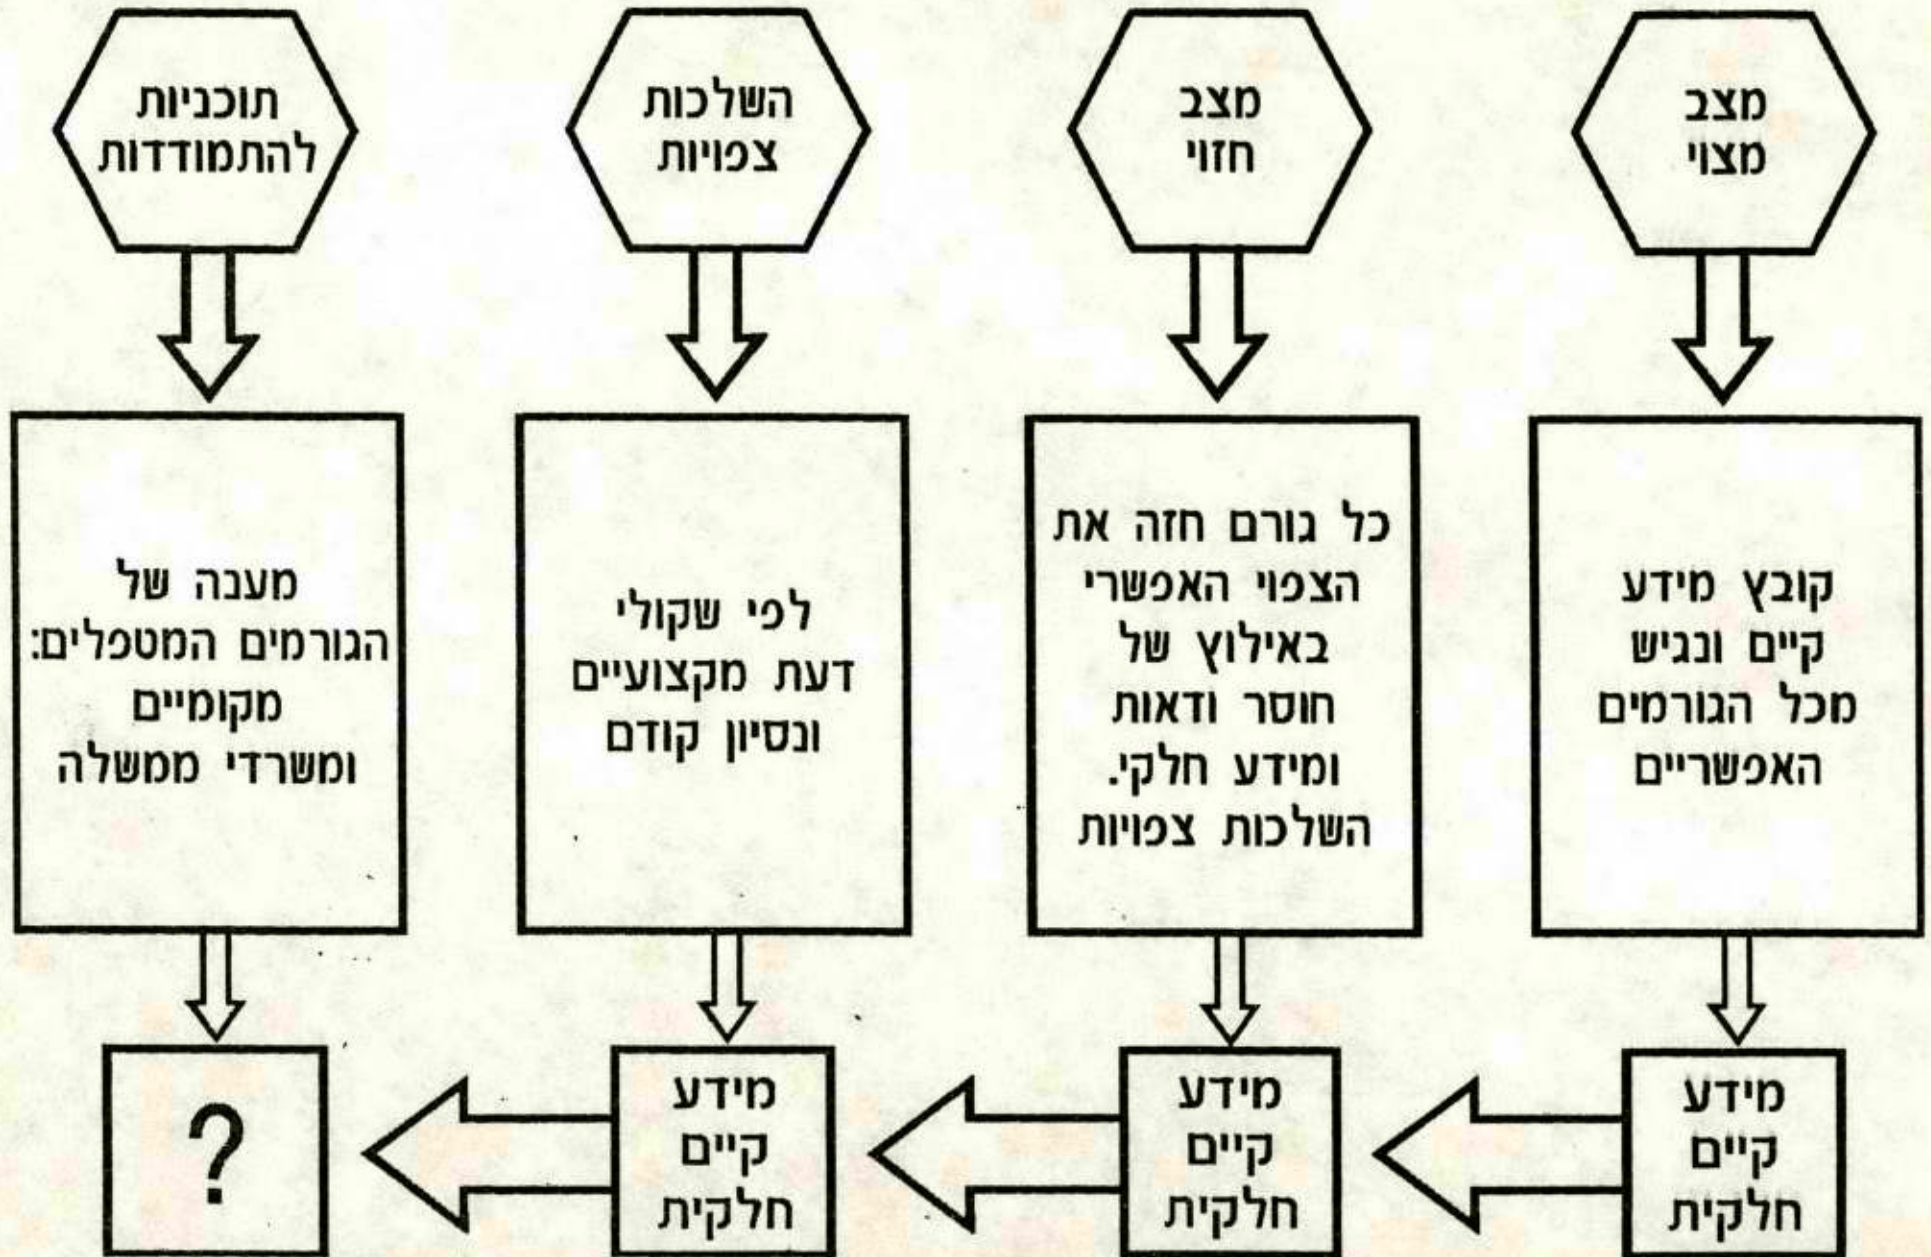 מצב
מצוי
מצב
חזוי
השלכות
צפויות
תוכניות
להתמודדות
קובץ מידע
קיים ונגיש
מכל הגורמים
האפשריים
כל גורם חזה את
הצפוי האפשרי
באילוץ של
חוסר ודאות
ומידע חלקי.
השלכות צפויות
לפי שקולי
דעת מקצועיים
ונסיון קודם
מענה של
הגורמים המטפלים:
מקומיים
ומשרדי ממשלה
מידע
קיים
חלקית
מידע
קיים
חלקית
מידע
קיים
חלקית
?